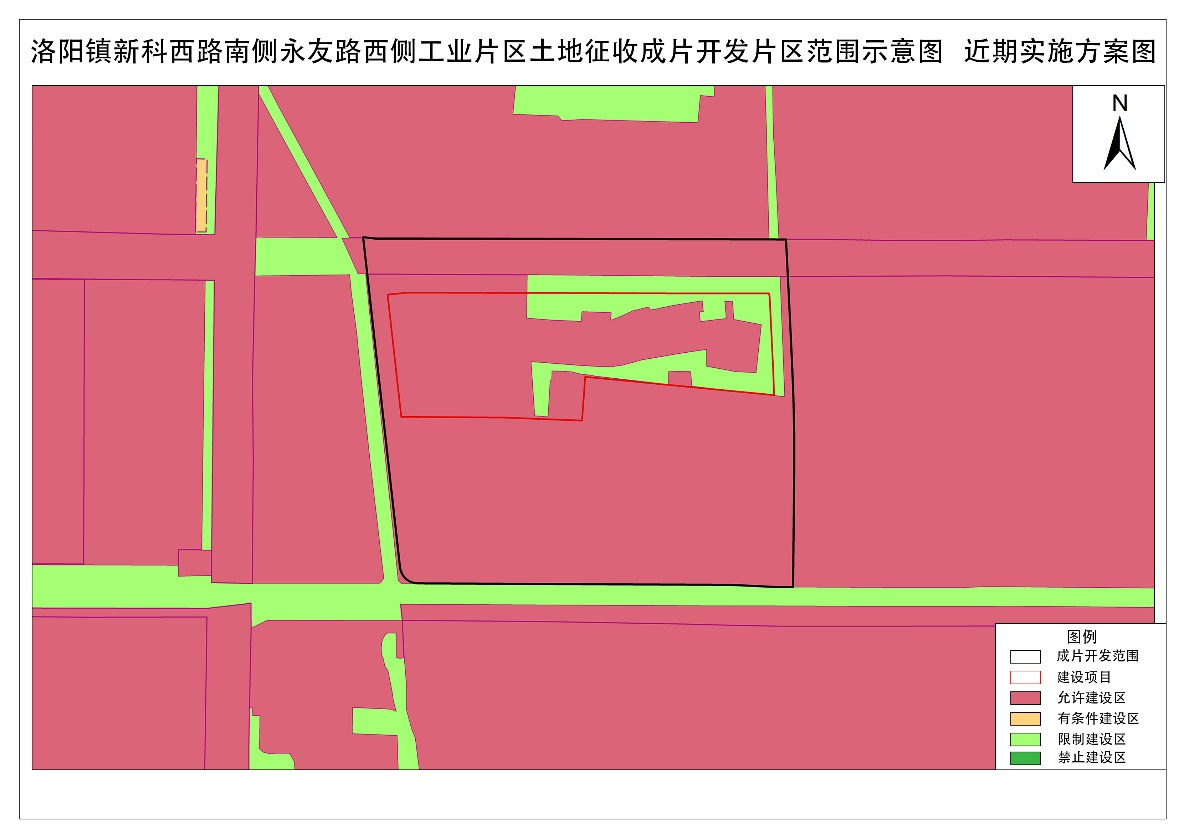 洛阳镇新科西路南侧永友路西侧工业片区土地征收成片开发片区范围示意图 近期实施方案图
N
图例
成片开发范围
建设项目
允许建设区
有条件建设区
限制建设区
禁止建设区